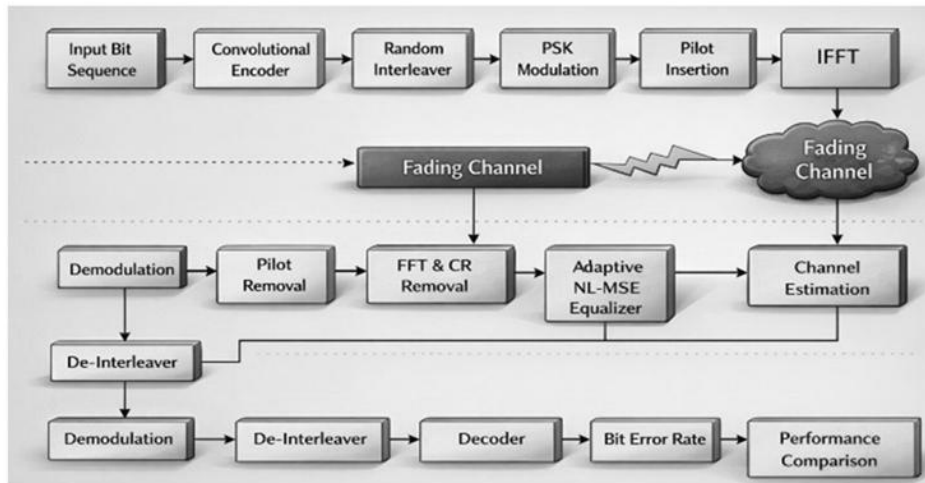 Input Bit
Sequence
Convolutional
Encoder
Random
Interleaver
PSK
Modulation
Pilot
Insertion
IFFT
Fading Channel
Fading
Channel
Demodulation
Pilot
Removal
FFT & CR
Removal
Adaptive
NL-MSE
Equalizer
Channel
Estimation
De-Interleaver
Demodulation
De-Interleaver
Decoder
Bit Error Rate
Performance
Comparison